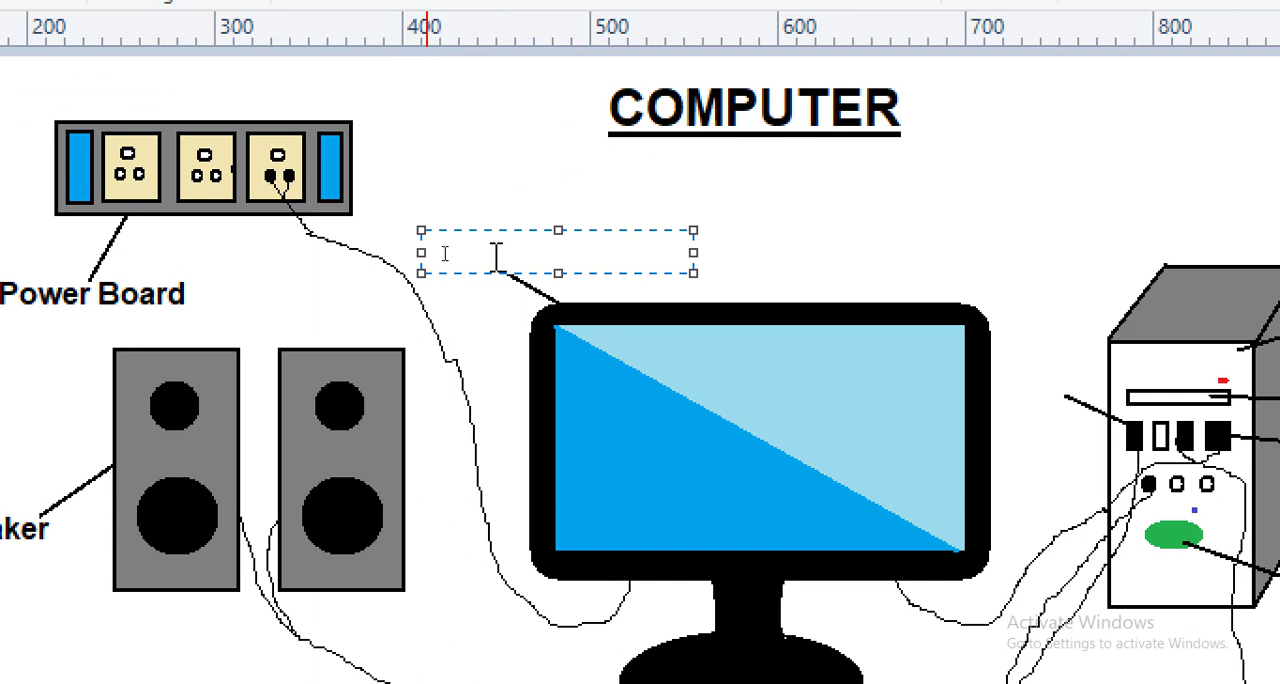 200 300 400 500 600 700 800
COMPUTER
Power Board
aker
Activate Windows
Go to Settings to activate Windows.